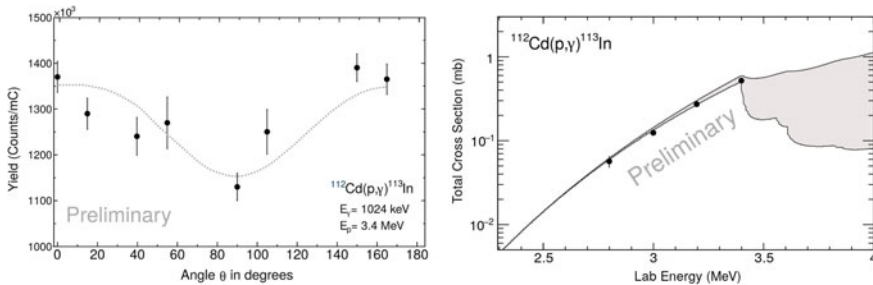 1500
×10³
1400
1300
1200
1100
1000
0
20
40
60
80
100
120
140
160
180
Yield (Counts/mC)
Angle θ in degrees
Preliminary
¹¹²Cd(p,γ)¹¹³In
Eᵧ= 1024 keV
Eₚ= 3.4 MeV
¹¹²Cd(p,γ)¹¹³In
Preliminary
1
10⁻¹
10⁻²
Total Cross Section (mb)
2.5
3
3.5
4
Lab Energy (MeV)